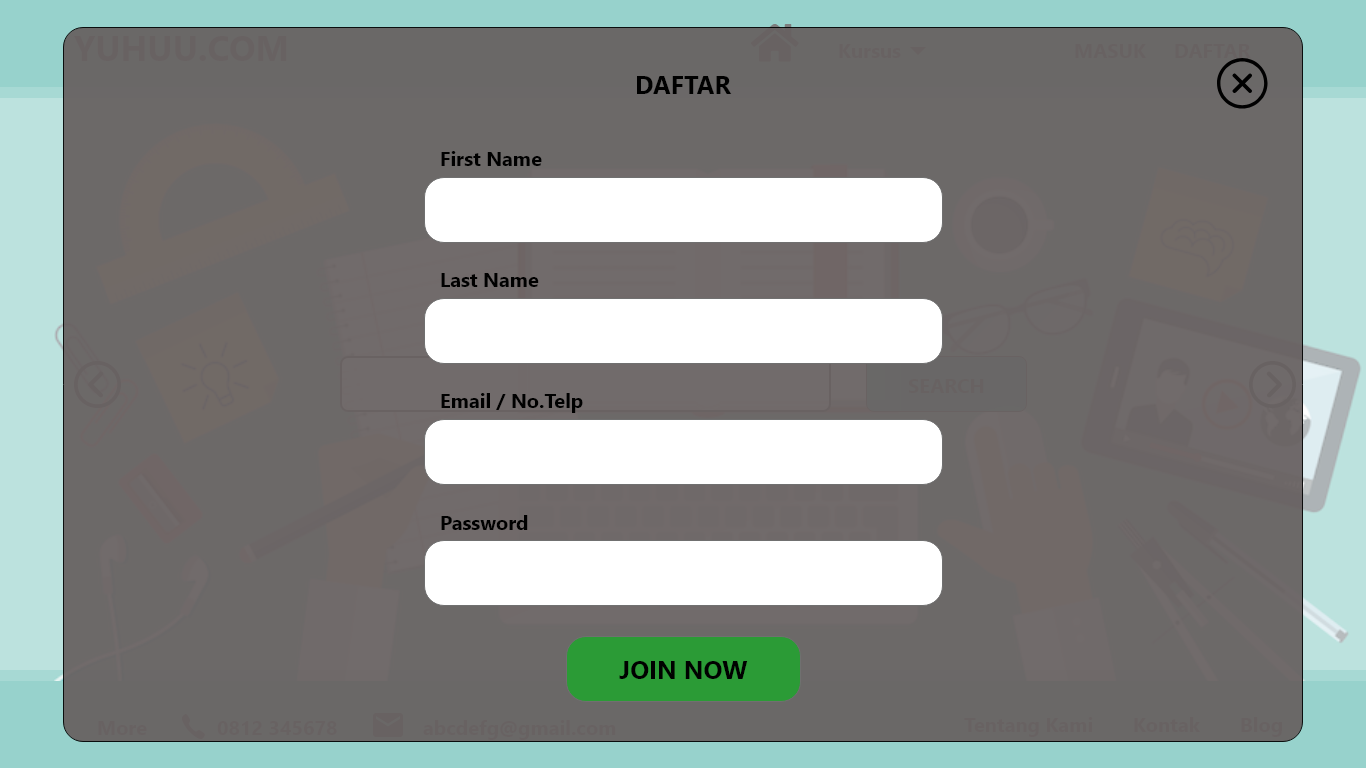 YUHUU.COM
Kursus
MASUK
DAFTAR
DAFTAR
First Name
Last Name
SEARCH
Email / No.Telp
Password
JOIN NOW
More
0812 345678
abcdefg@gmail.com
Tentang Kami
Kontak
Blog